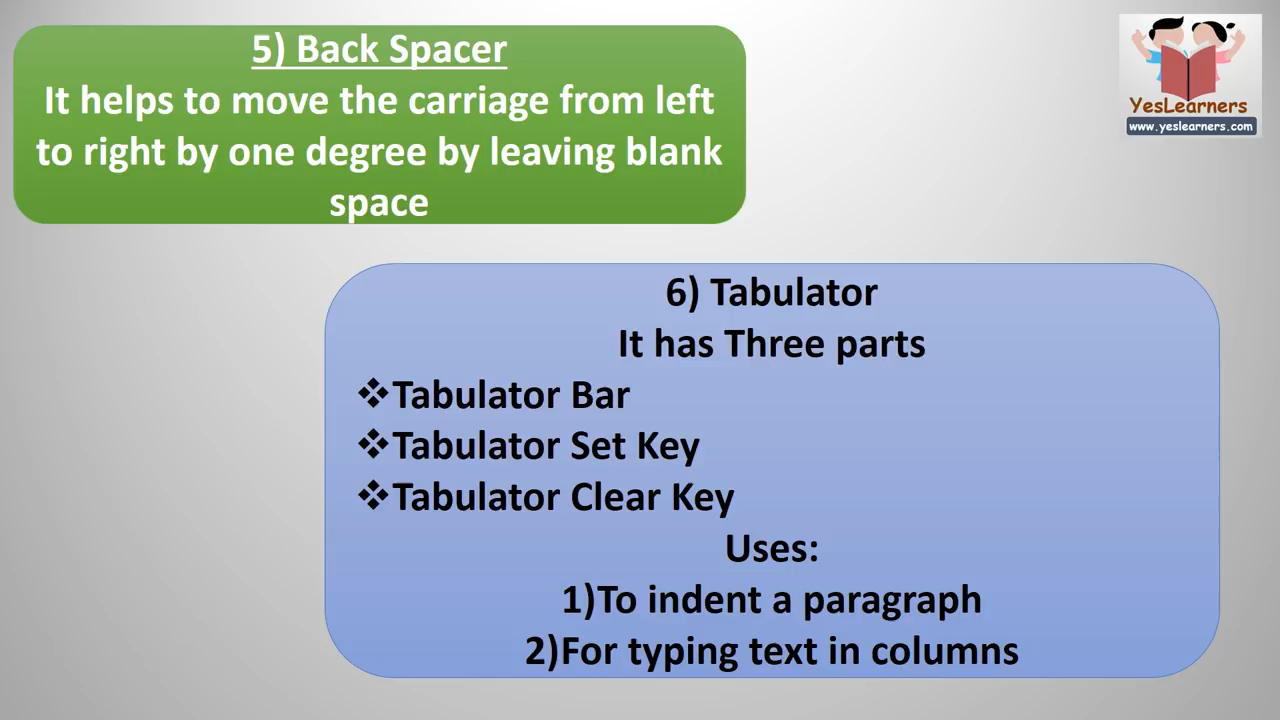 5) Back Spacer
It helps to move the carriage from left
to right by one degree by leaving blank
space
YesLearners
www.yeslearners.com
6) Tabulator
It has Three parts
❖Tabulator Bar
❖Tabulator Set Key
❖Tabulator Clear Key
Uses:
1)To indent a paragraph
2)For typing text in columns